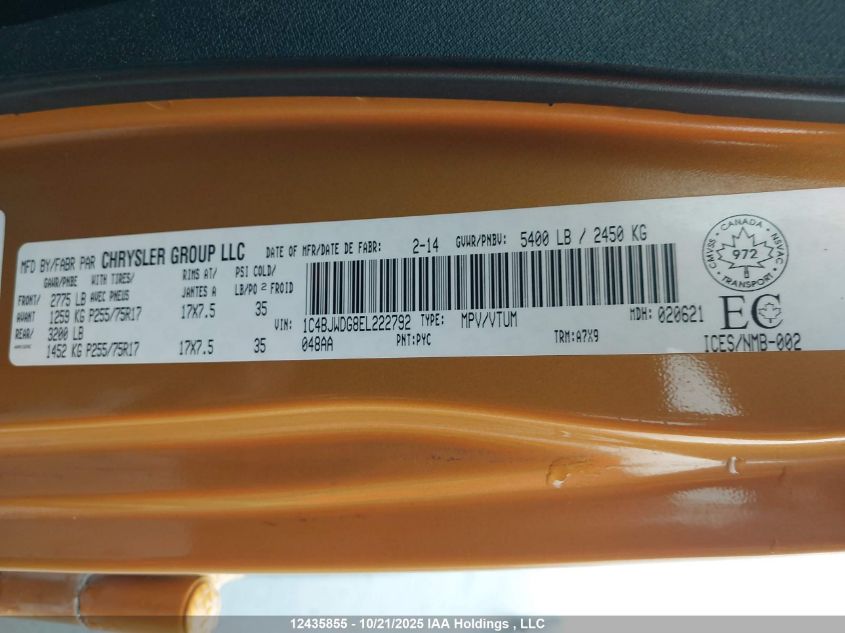 MFD BY/FABR PAR CHRYSLER GROUP LLC DATE OF MFR/DATE DE FABR: 2-14 GVWR/PNBV: 5400 LB / 2450 KG
GAWR/PNBE WITH TIRES/ RIMS AT/ PSI COLD/
AVEC PNEUS JANTES A LB/PO² FROID
FRONT/ 2775 LB
AVANT 1259 KG P255/75R17 17X7.5 35
REAR/ 3200 LB
1452 KG P255/75R17 17X7.5 35
VIN: 1C4BJWDG8EL222792 TYPE: MPV/VTUM MDH: 020621
048AA PNT:PYC TRM:A7X9
CANADA
CMVSS 972 NSVAC
TRANSPORT
EC
ICES/NMB-002
12435855 - 10/21/2025 IAA Holdings , LLC